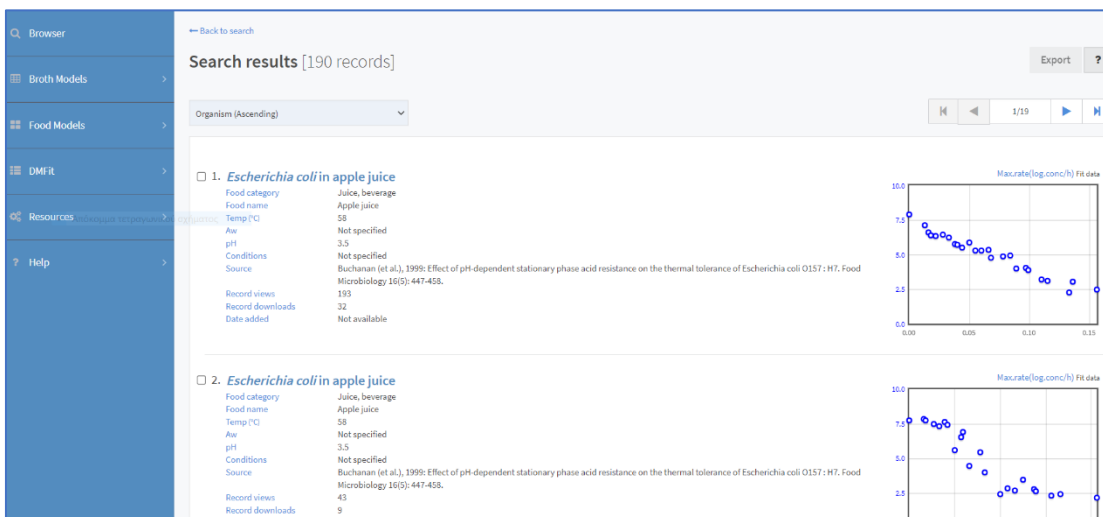 Browser
Broth Models
Food Models
DMFit
Resources
Help
← Back to search
Search results [190 records]
Export ?
Organism (Ascending)
1/19
1. Escherichia coli in apple juice
Food category Juice, beverage
Food name Apple juice
Temp (°C) 58
Aw Not specified
pH 3.5
Conditions Not specified
Source Buchanan (et al.), 1999: Effect of pH-dependent stationary phase acid resistance on the thermal tolerance of Escherichia coli O157 : H7. Food
Microbiology 16(5): 447-458.
Record views 193
Record downloads 32
Date added Not available
Max.rate(log.conc/h) Fit data
10.0
7.5
5.0
2.5
0.0
0.00 0.05 0.10 0.15
2. Escherichia coli in apple juice
Food category Juice, beverage
Food name Apple juice
Temp (°C) 58
Aw Not specified
pH 3.5
Conditions Not specified
Source Buchanan (et al.), 1999: Effect of pH-dependent stationary phase acid resistance on the thermal tolerance of Escherichia coli O157 : H7. Food
Microbiology 16(5): 447-458.
Record views 43
Record downloads 9
Max.rate(log.conc/h) Fit data
10.0
7.5
5.0
2.5